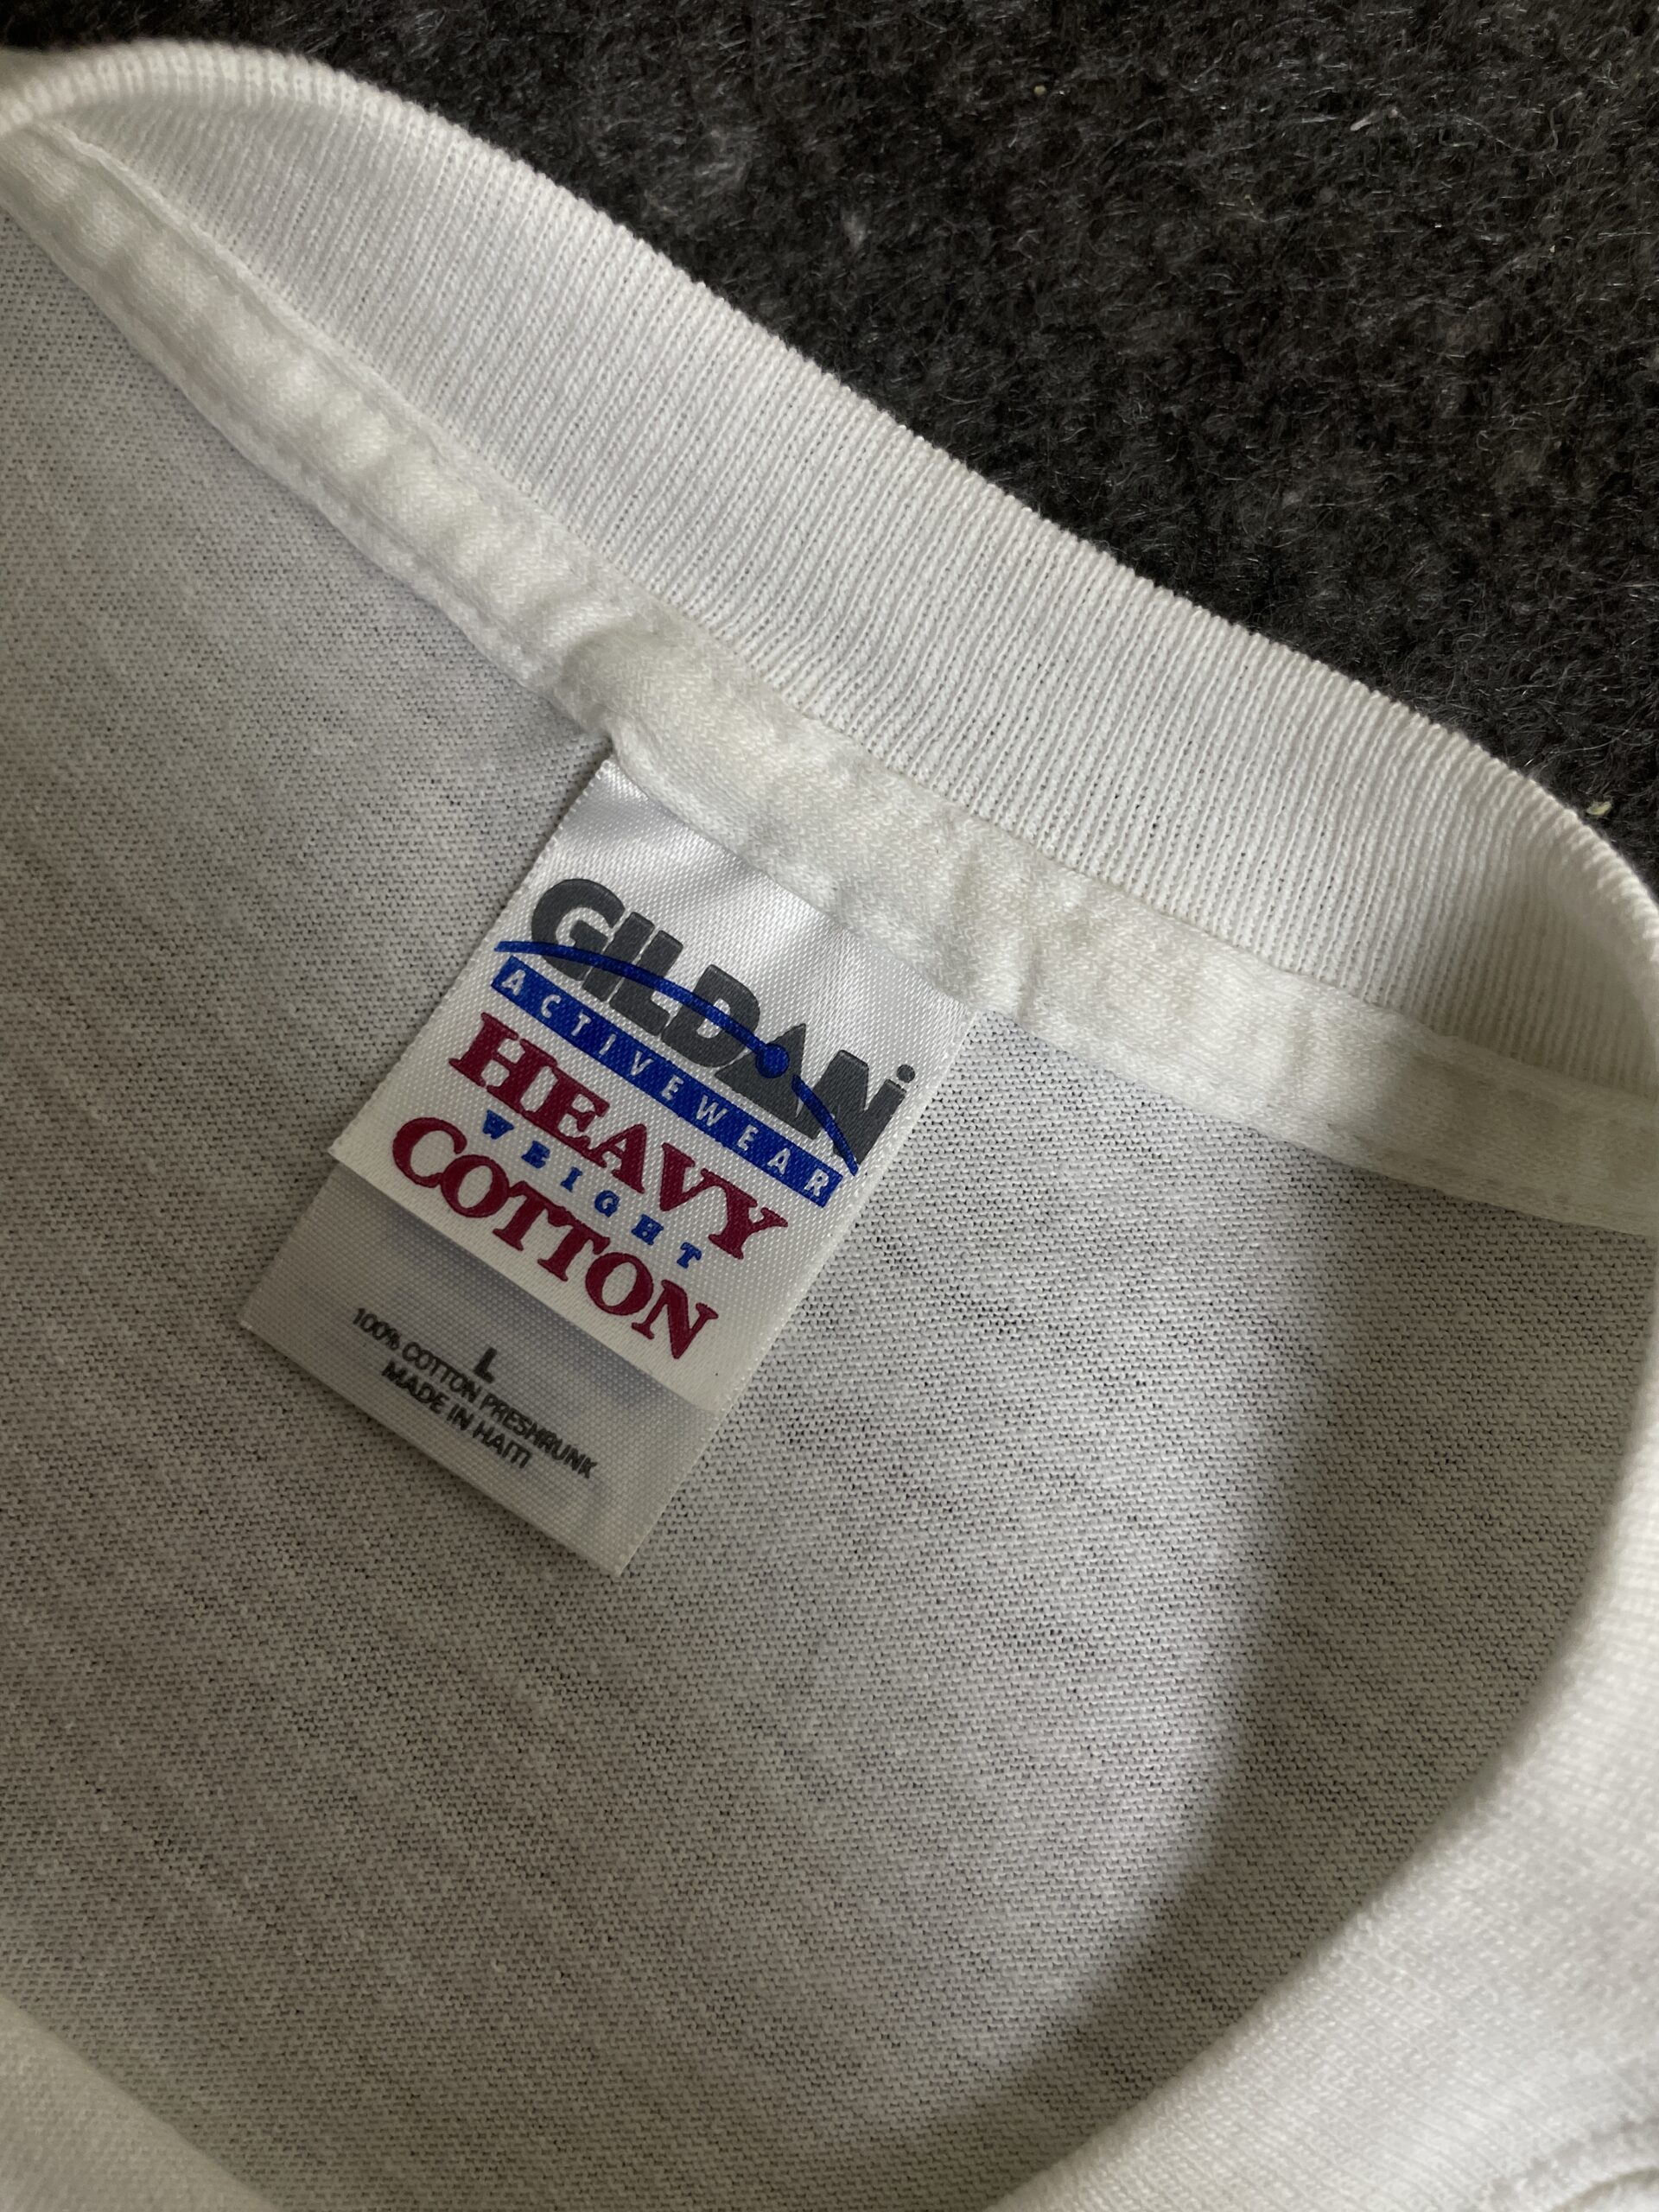 GILDAN
ACTIVEWEAR
HEAVY
WEIGHT
COTTON
L
100% COTTON PRESHRUNK
MADE IN HAITI